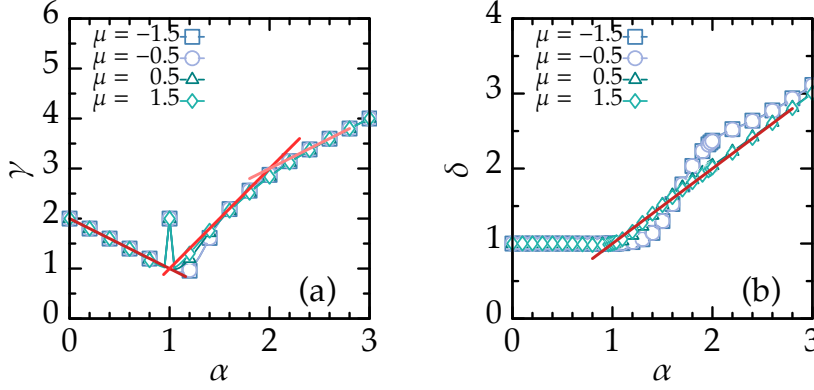 6
5
4
3
2
1
0
γ
μ = −1.5
μ = −0.5
μ = 0.5
μ = 1.5
(a)
0 1 2 3
α
4
3
2
1
0
δ
μ = −1.5
μ = −0.5
μ = 0.5
μ = 1.5
(b)
0 1 2 3
α